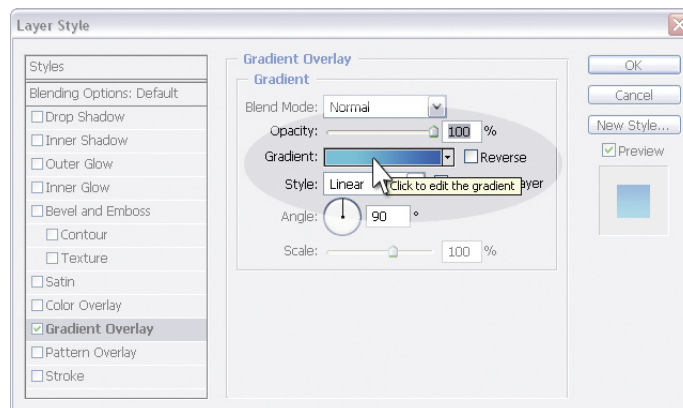 Layer Style
Styles
Blending Options: Default
Drop Shadow
Inner Shadow
Outer Glow
Inner Glow
Bevel and Emboss
Contour
Texture
Satin
Color Overlay
Gradient Overlay
Pattern Overlay
Stroke
Gradient Overlay
Gradient
Blend Mode: Normal
Opacity: 100 %
Gradient: Reverse
Style: Linear
Click to edit the gradient
Angle: 90 °
Scale: 100 %
OK
Cancel
New Style...
Preview